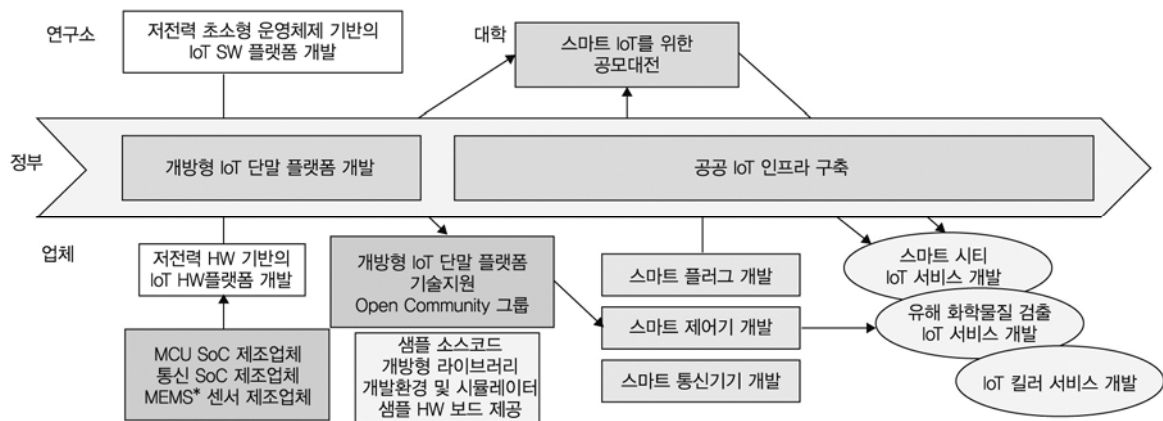 연구소
저전력 초소형 운영체제 기반의
IoT SW 플랫폼 개발
대학
스마트 IoT를 위한
공모대전
정부
개방형 IoT 단말 플랫폼 개발
공공 IoT 인프라 구축
업체
저전력 HW 기반의
IoT HW플랫폼 개발
MCU SoC 제조업체
통신 SoC 제조업체
MEMS* 센서 제조업체
개방형 IoT 단말 플랫폼
기술지원
Open Community 그룹
샘플 소스코드
개방형 라이브러리
개발환경 및 시뮬레이터
샘플 HW 보드 제공
스마트 플러그 개발
스마트 제어기 개발
스마트 통신기기 개발
스마트 시티
IoT 서비스 개발
유해 화학물질 검출
IoT 서비스 개발
IoT 킬러 서비스 개발